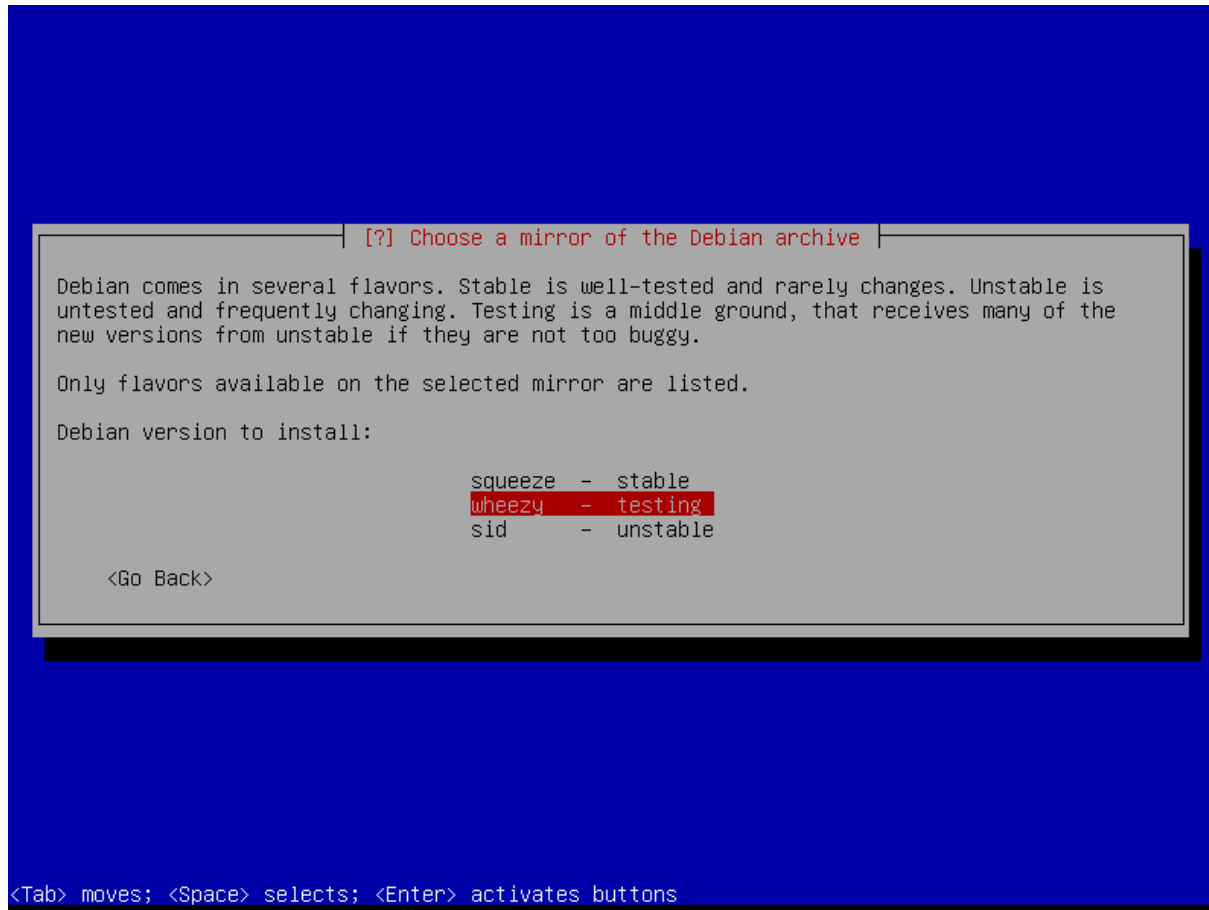 [?] Choose a mirror of the Debian archive
Debian comes in several flavors. Stable is well-tested and rarely changes. Unstable is
untested and frequently changing. Testing is a middle ground, that receives many of the
new versions from unstable if they are not too buggy.
Only flavors available on the selected mirror are listed.
Debian version to install:
squeeze - stable
wheezy - testing
sid - unstable
<Go Back>
<Tab> moves; <Space> selects; <Enter> activates buttons